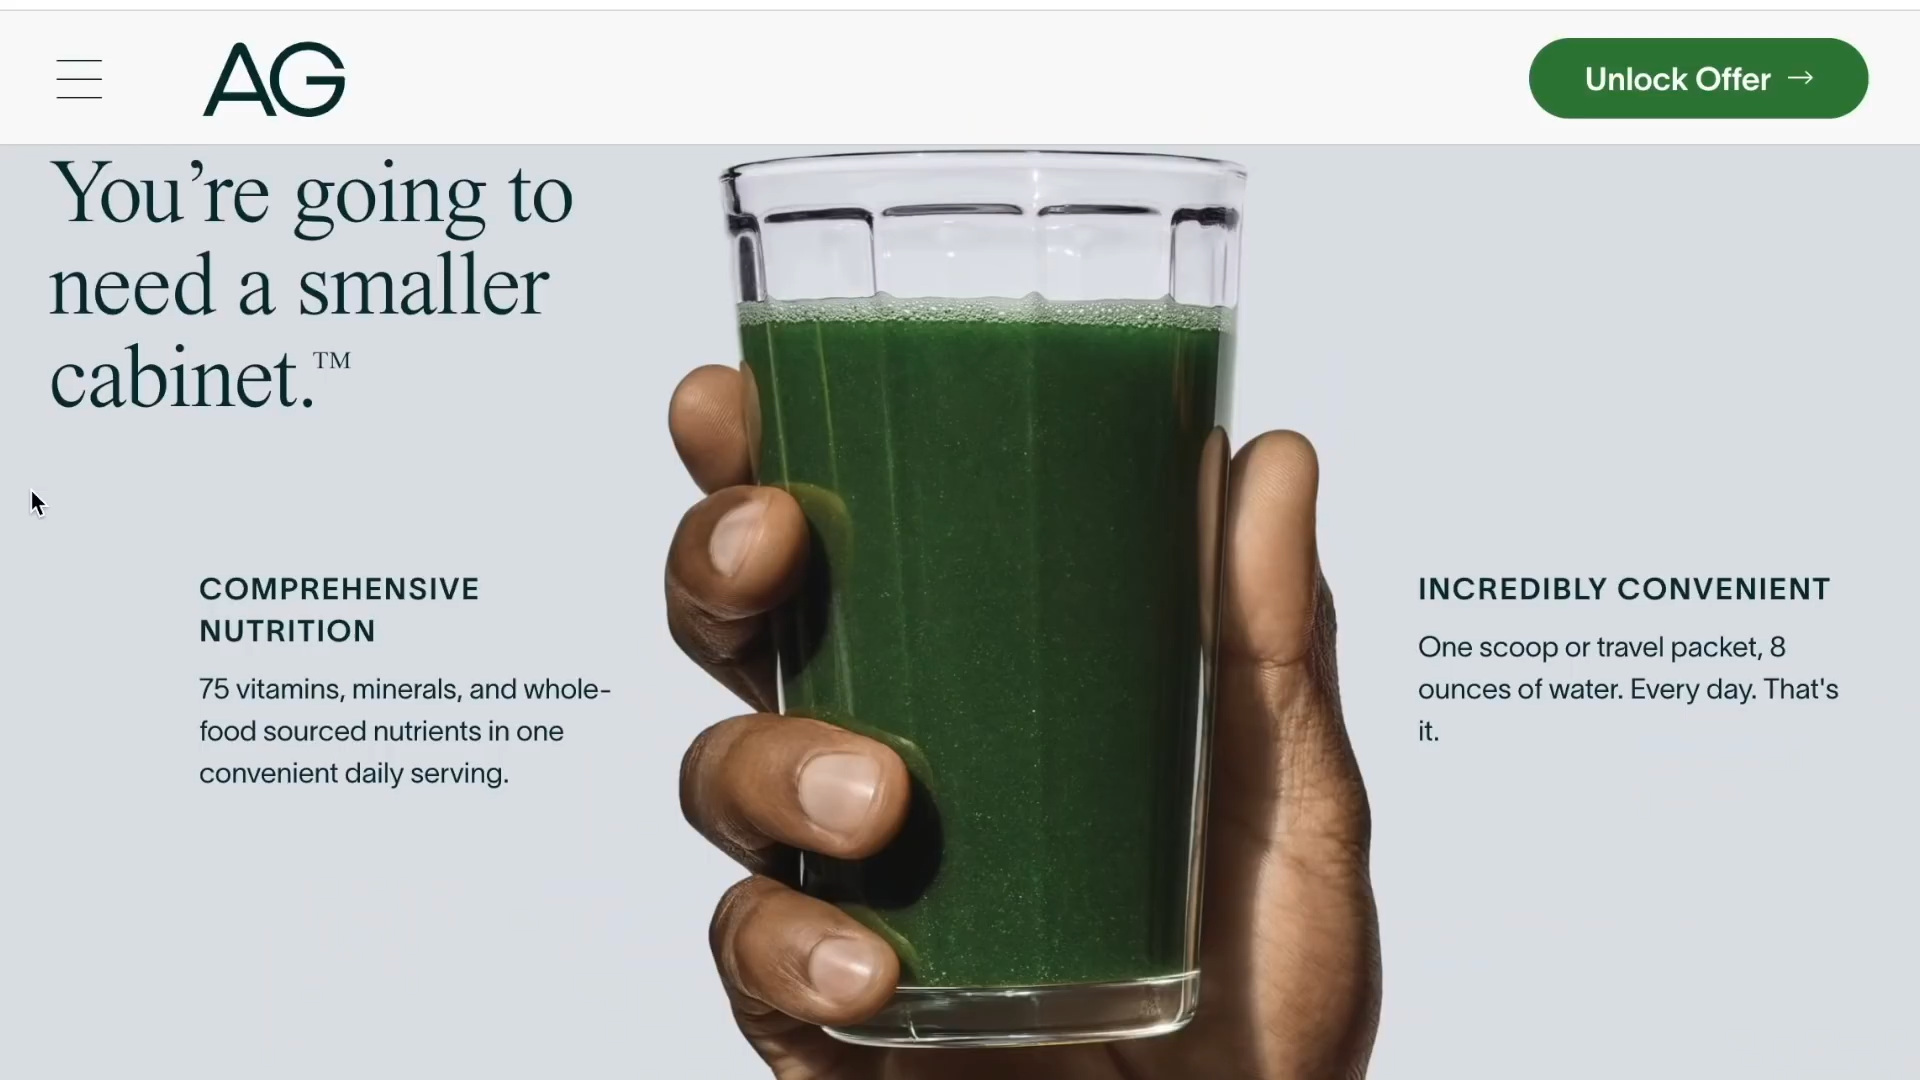 AG
Unlock Offer →
You’re going to
need a smaller
cabinet.™
COMPREHENSIVE
NUTRITION
75 vitamins, minerals, and whole-
food sourced nutrients in one
convenient daily serving.
INCREDIBLY CONVENIENT
One scoop or travel packet, 8
ounces of water. Every day. That's
it.